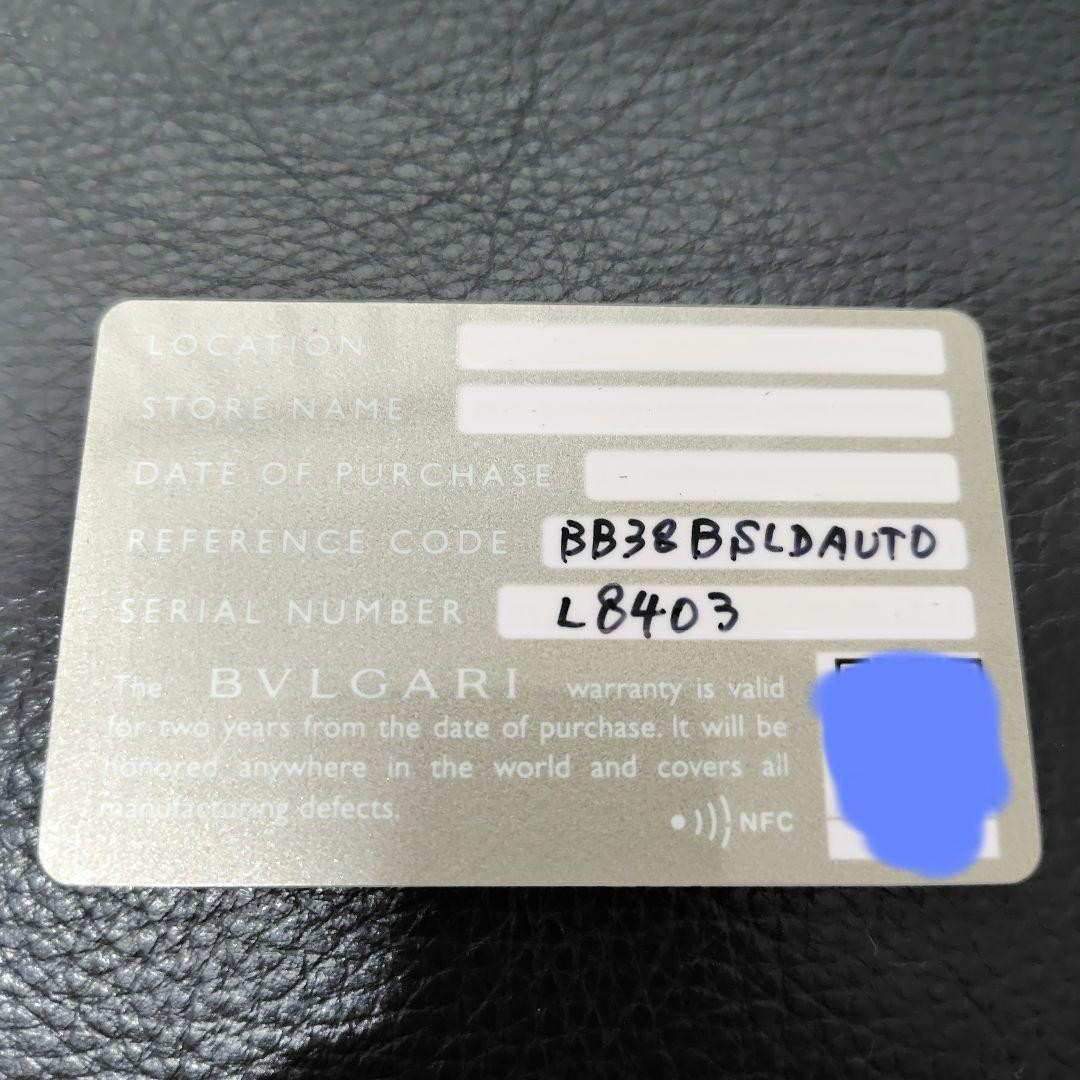 LOCATION
STORE NAME
DATE OF PURCHASE
REFERENCE CODE BB38BSLDAUTO
SERIAL NUMBER L8403
The BVLGARI warranty is valid
for two years from the date of purchase. It will be
honored anywhere in the world and covers all
manufacturing defects.
NFC